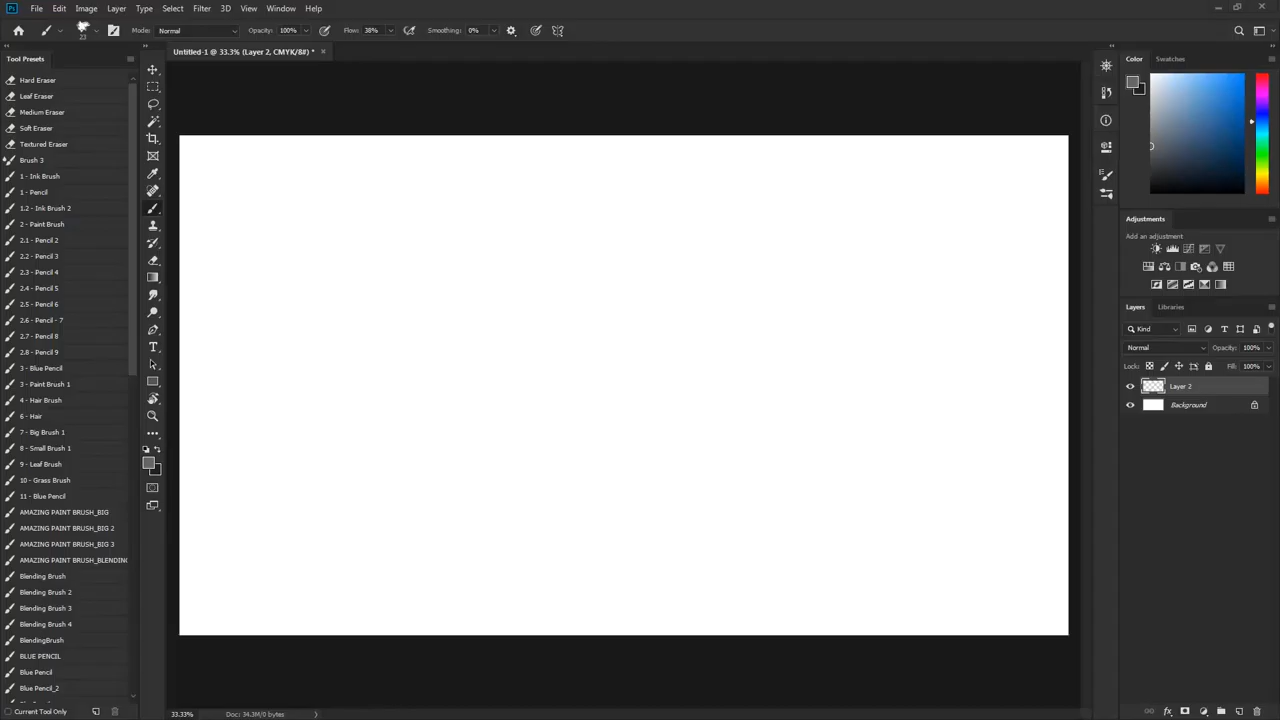 Ps File Edit Image Layer Type Select Filter 3D View Window Help
23 Mode: Normal Opacity: 100% Flow: 38% Smoothing: 0%
Tool Presets
Hard Eraser
Leaf Eraser
Medium Eraser
Soft Eraser
Textured Eraser
Brush 3
1 - Ink Brush
1 - Pencil
1.2 - Ink Brush 2
2 - Paint Brush
2.1 - Pencil 2
2.2 - Pencil 3
2.3 - Pencil 4
2.4 - Pencil 5
2.5 - Pencil 6
2.6 - Pencil - 7
2.7 - Pencil 8
2.8 - Pencil 9
3 - Blue Pencil
3 - Paint Brush 1
4 - Hair Brush
6 - Hair
7 - Big Brush 1
8 - Small Brush 1
9 - Leaf Brush
10 - Grass Brush
11 - Blue Pencil
AMAZING PAINT BRUSH_BIG
AMAZING PAINT BRUSH_BIG 2
AMAZING PAINT BRUSH_BIG 3
AMAZING PAINT BRUSH_BLENDING
Blending Brush
Blending Brush 2
Blending Brush 3
Blending Brush 4
BlendingBrush
BLUE PENCIL
Blue Pencil
Blue Pencil_2
Current Tool Only
Untitled-1 @ 33.3% (Layer 2, CMYK/8#) *
33.33% Doc: 34.3M/0 bytes
Color Swatches
Adjustments
Add an adjustment
Layers Libraries
Kind
Normal Opacity: 100%
Lock: Fill: 100%
Layer 2
Background